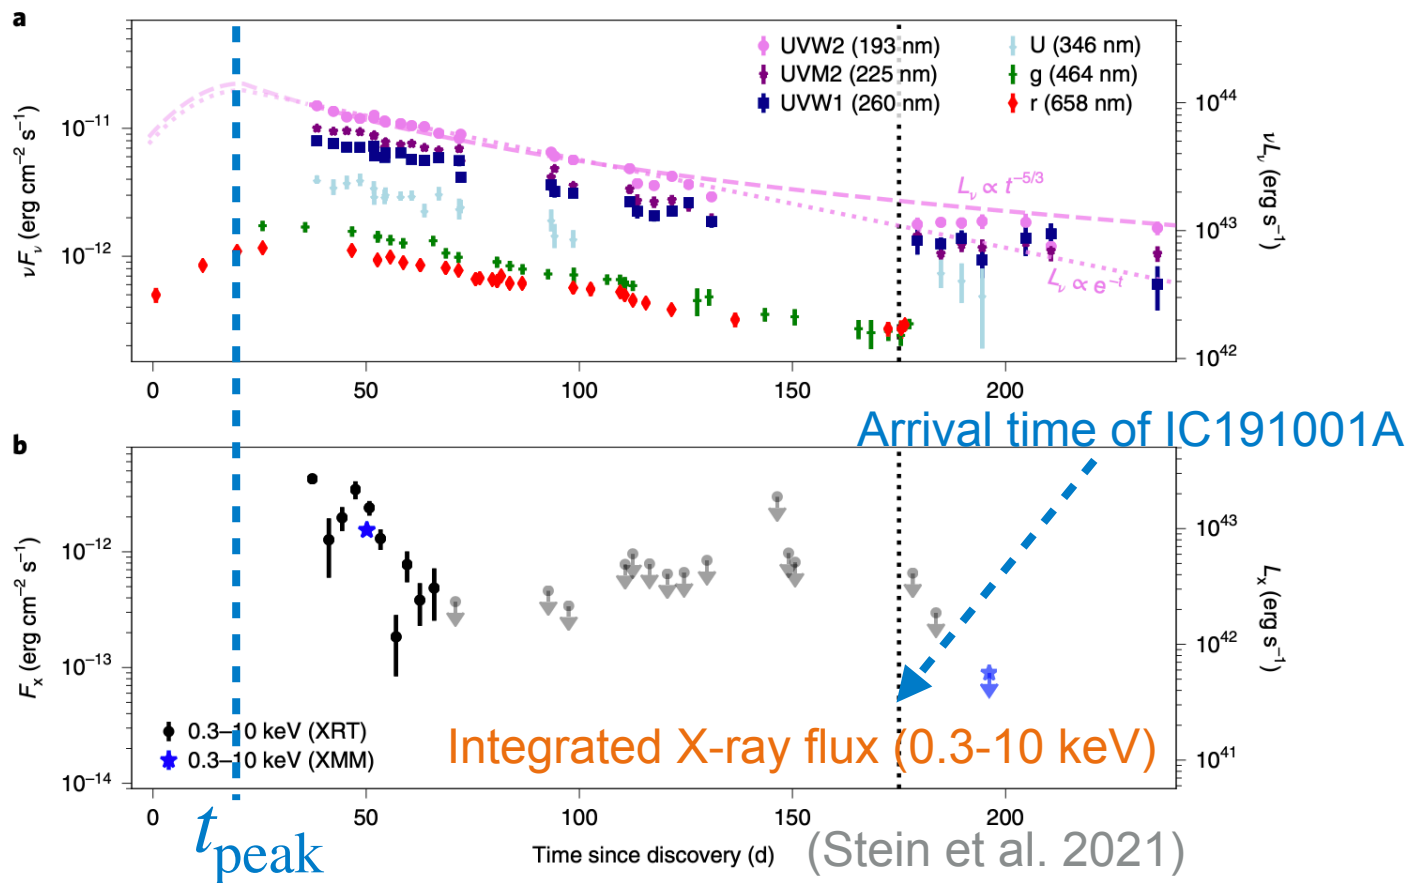 a
UVW2 (193 nm)
UVM2 (225 nm)
UVW1 (260 nm)
U (346 nm)
g (464 nm)
r (658 nm)
10⁻¹¹
10⁻¹²
νFν (erg cm⁻² s⁻¹)
10⁴⁴
10⁴³
10⁴²
νLν (erg s⁻¹)
Lν ∝ t⁻⁵/³
Lν ∝ e⁻ᵗ
0 50 100 150 200
Arrival time of IC191001A
b
10⁻¹²
10⁻¹³
10⁻¹⁴
Fx (erg cm⁻² s⁻¹)
10⁴³
10⁴²
10⁴¹
Lx (erg s⁻¹)
0.3–10 keV (XRT)
0.3–10 keV (XMM)
Integrated X-ray flux (0.3-10 keV)
0 50 100 150 200
tpeak
Time since discovery (d)
(Stein et al. 2021)